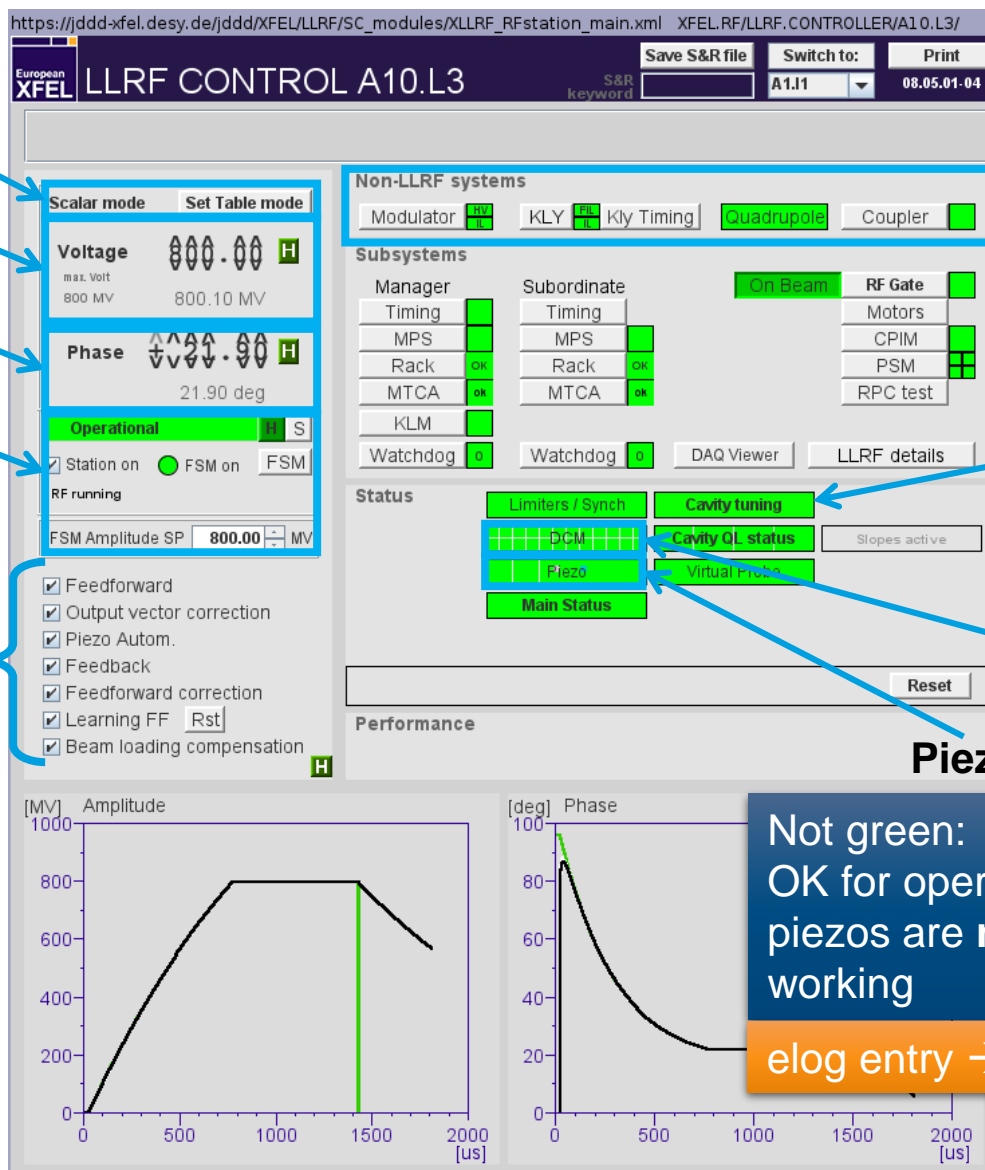 https://jddd-xfel.desy.de/jddd/XFEL/LLRF/SC_modules/XLLRF_RFstation_main.xml XFEL.RF/LLRF.CONTROLLER/A10.L3/
European
XFEL
LLRF CONTROL A10.L3
Save S&R file
Switch to:
Print
S&R
keyword
A1.I1
08.05.01-04
Scalar mode
Set Table mode
Voltage
800.00
H
max. Volt
800 MV
800.10 MV
Phase
+ 21.90
H
21.90 deg
Operational
H
S
Station on
FSM on
FSM
RF running
FSM Amplitude SP
800.00
MV
Feedforward
Output vector correction
Piezo Autom.
Feedback
Feedforward correction
Learning FF
Rst
Beam loading compensation
H
Non-LLRF systems
Modulator
HV
IL
KLY
FIL
IL
Kly Timing
Quadrupole
Coupler
Subsystems
Manager
Subordinate
On Beam
RF Gate
Timing
Timing
Motors
MPS
MPS
CPIM
Rack
OK
Rack
OK
PSM
MTCA
ok
MTCA
ok
RPC test
KLM
Watchdog
0
Watchdog
0
DAQ Viewer
LLRF details
Status
Limiters / Synch
Cavity tuning
DCM
Cavity QL status
Slopes active
Piezo
Virtual Probe
Main Status
Reset
Performance
Piez
[MV] Amplitude
1000
800
600
400
200
0
0 500 1000 1500 2000
[us]
[deg] Phase
100
80
60
40
20
0
0 500 1000 1500 2000
[us]
Not green:
OK for oper
piezos are
working
elog entry →